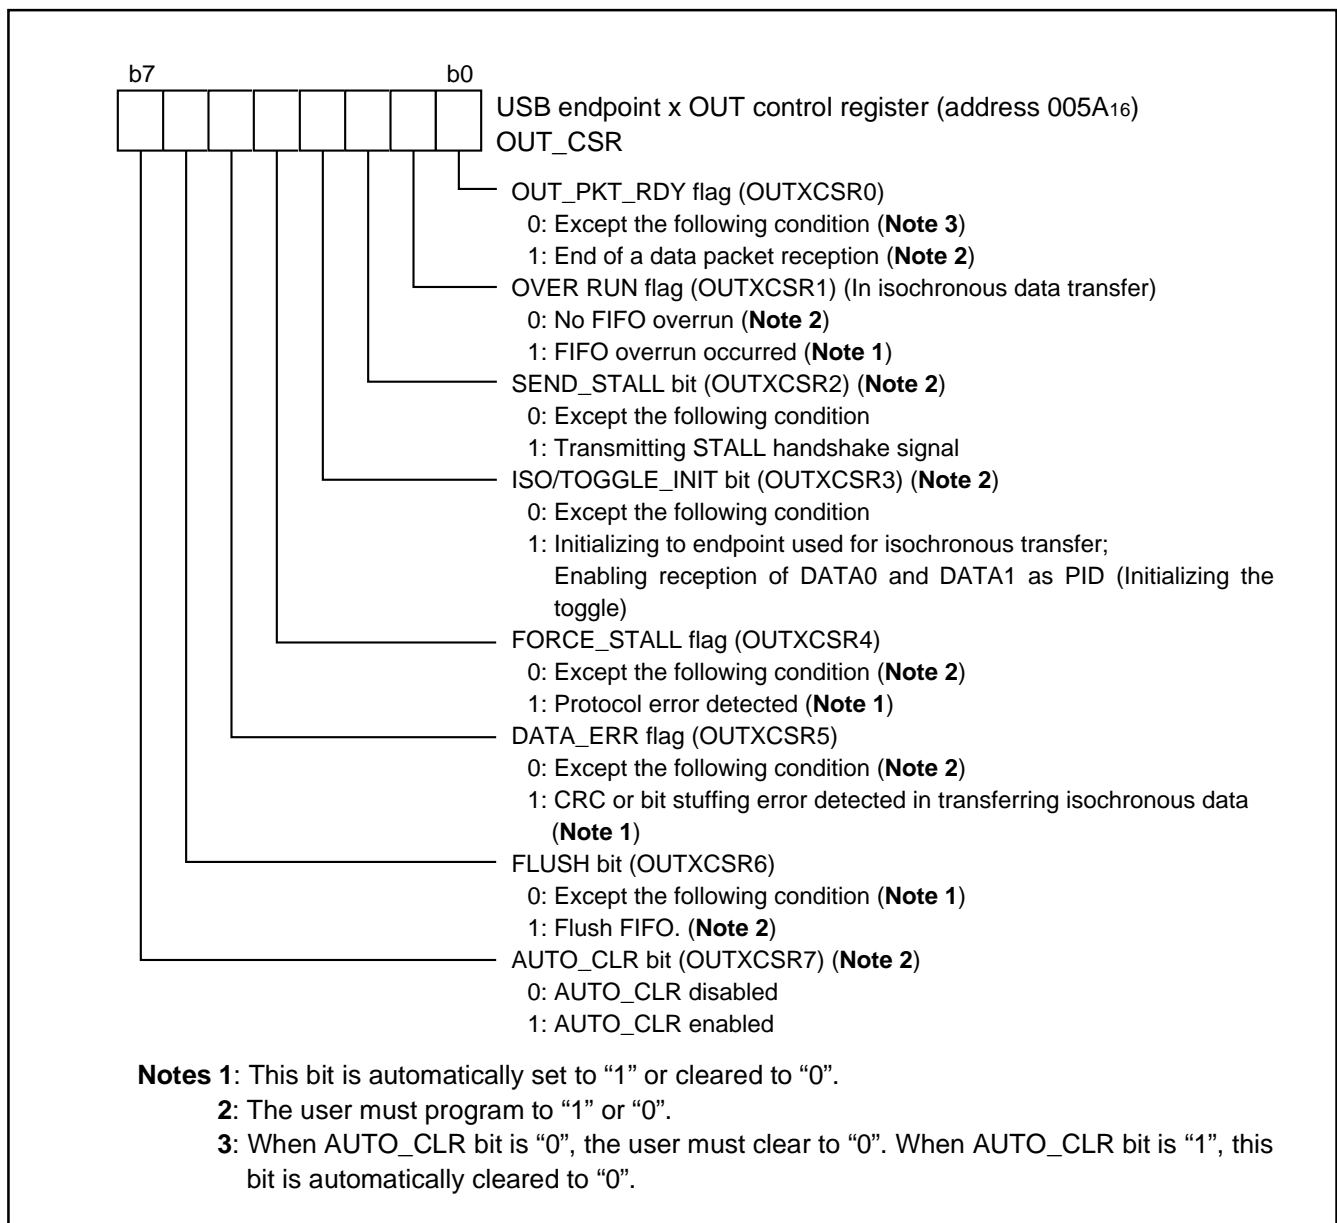 b7 b0
USB endpoint x OUT control register (address 005A16)
OUT_CSR
OUT_PKT_RDY flag (OUTXCSR0)
0: Except the following condition (Note 3)
1: End of a data packet reception (Note 2)
OVER RUN flag (OUTXCSR1) (In isochronous data transfer)
0: No FIFO overrun (Note 2)
1: FIFO overrun occurred (Note 1)
SEND_STALL bit (OUTXCSR2) (Note 2)
0: Except the following condition
1: Transmitting STALL handshake signal
ISO/TOGGLE_INIT bit (OUTXCSR3) (Note 2)
0: Except the following condition
1: Initializing to endpoint used for isochronous transfer;
Enabling reception of DATA0 and DATA1 as PID (Initializing the
toggle)
FORCE_STALL flag (OUTXCSR4)
0: Except the following condition (Note 2)
1: Protocol error detected (Note 1)
DATA_ERR flag (OUTXCSR5)
0: Except the following condition (Note 2)
1: CRC or bit stuffing error detected in transferring isochronous data
(Note 1)
FLUSH bit (OUTXCSR6)
0: Except the following condition (Note 1)
1: Flush FIFO. (Note 2)
AUTO_CLR bit (OUTXCSR7) (Note 2)
0: AUTO_CLR disabled
1: AUTO_CLR enabled
Notes 1: This bit is automatically set to “1” or cleared to “0”.
2: The user must program to “1” or “0”.
3: When AUTO_CLR bit is “0”, the user must clear to “0”. When AUTO_CLR bit is “1”, this
bit is automatically cleared to “0”.